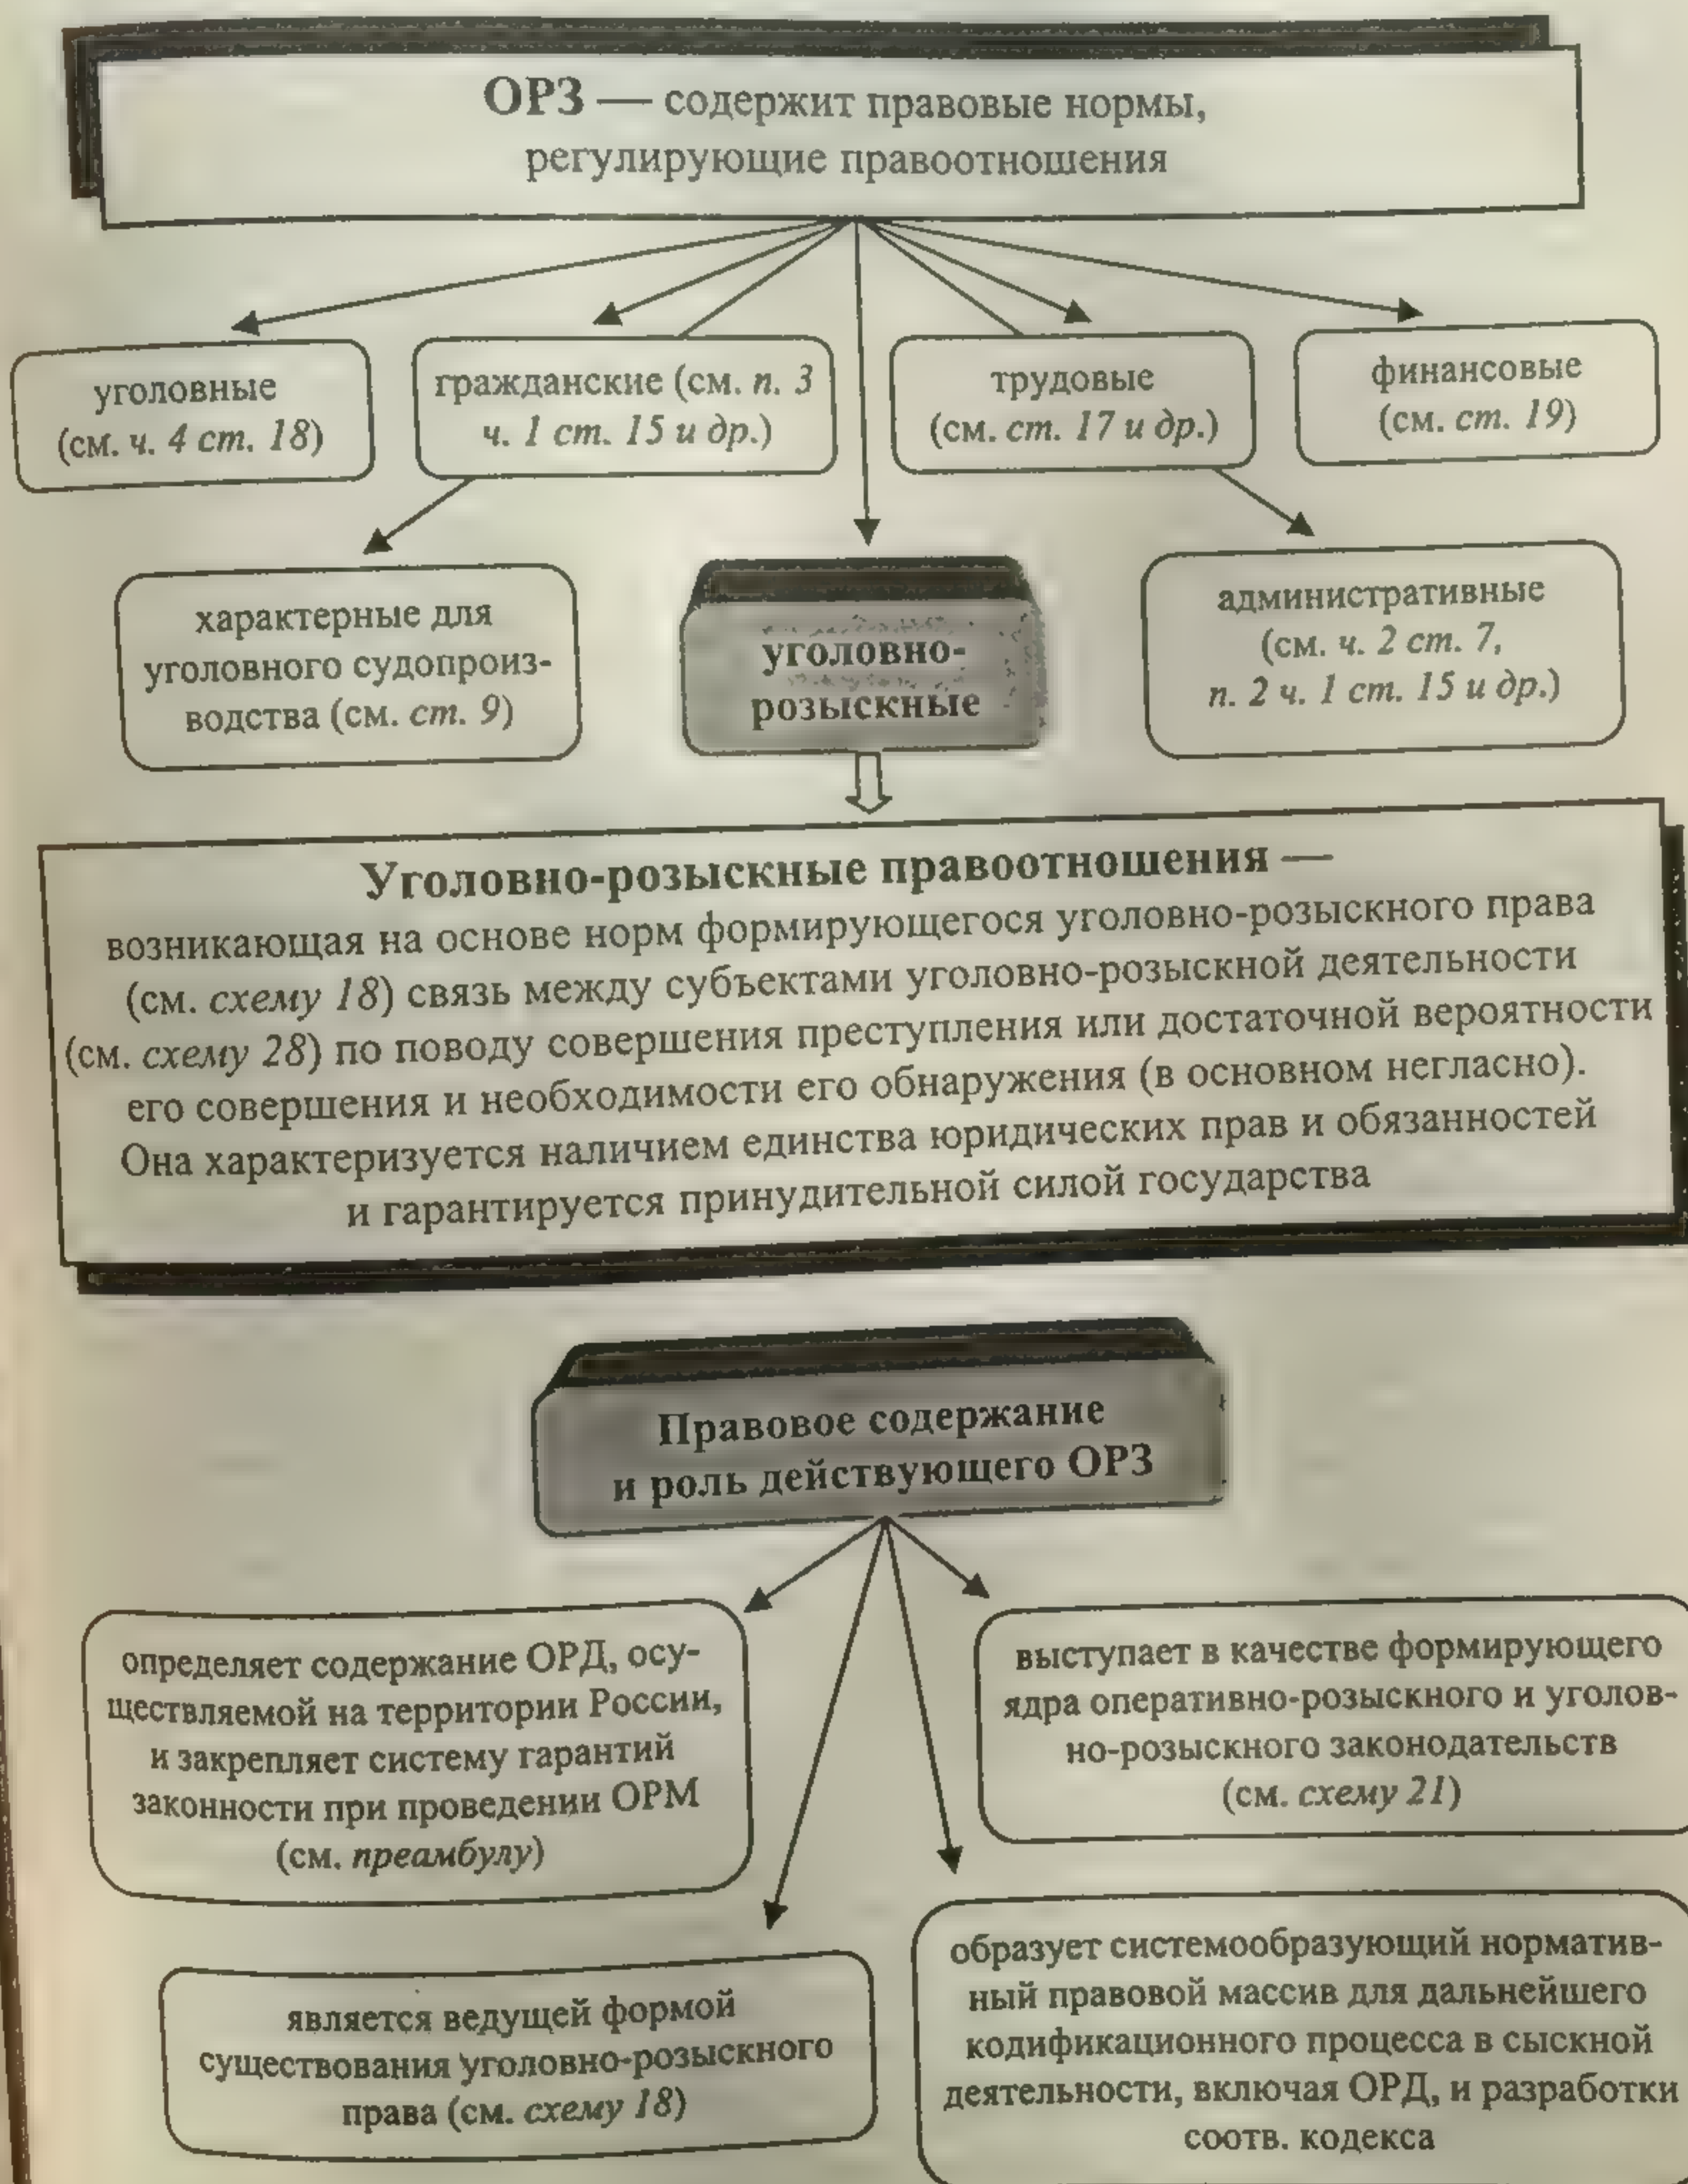 ОРЗ — содержит правовые нормы,
регулирующие правоотношения
уголовные
(см. ч. 4 ст. 18)
гражданские (см. п. 3
ч. 1 ст. 15 и др.)
трудовые
(см. ст. 17 и др.)
финансовые
(см. ст. 19)
характерные для
уголовного судопроиз-
водства (см. ст. 9)
уголовно-
розыскные
административные
(см. ч. 2 ст. 7,
п. 2 ч. 1 ст. 15 и др.)
Уголовно-розыскные правоотношения —
возникающая на основе норм формирующегося уголовно-розыскного права
(см. схему 18) связь между субъектами уголовно-розыскной деятельности
(см. схему 28) по поводу совершения преступления или достаточной вероятности
его совершения и необходимости его обнаружения (в основном негласно).
Она характеризуется наличием единства юридических прав и обязанностей
и гарантируется принудительной силой государства
Правовое содержание
и роль действующего ОРЗ
определяет содержание ОРД, осу-
ществляемой на территории России,
и закрепляет систему гарантий
законности при проведении ОРМ
(см. преамбулу)
выступает в качестве формирующего
ядра оперативно-розыскного и уголов-
но-розыскного законодательств
(см. схему 21)
является ведущей формой
существования уголовно-розыскного
права (см. схему 18)
образует системообразующий норматив-
ный правовой массив для дальнейшего
кодификационного процесса в сыскной
деятельности, включая ОРД, и разработки
соотв. кодекса